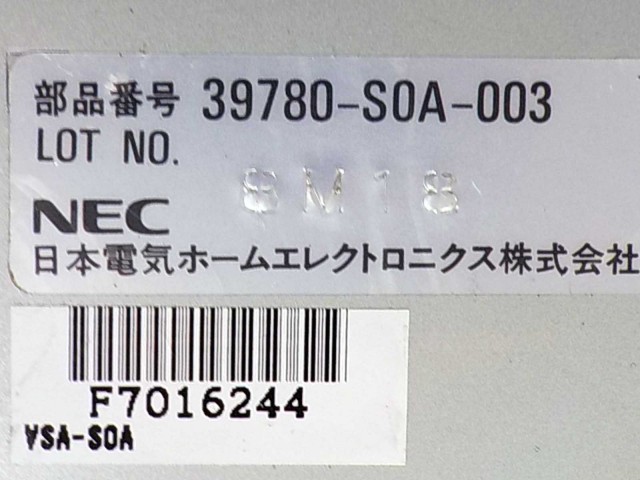 部品番号 39780-S0A-003
LOT NO. 8M18
NEC
日本電気ホームエレクトロニクス株式会社
F7016244
VSA-S0A